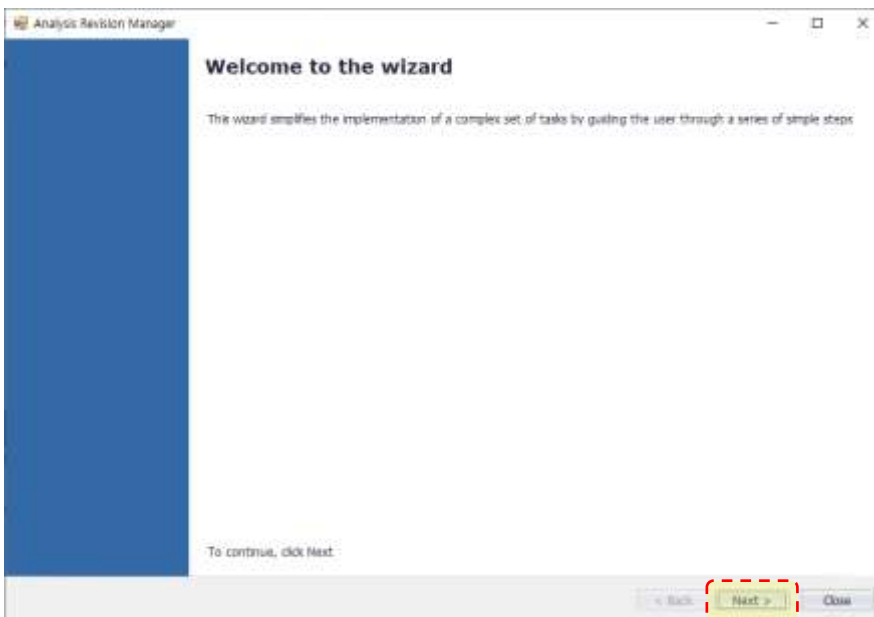 Analysis Revision Manager
Welcome to the wizard
This wizard simplifies the implementation of a complex set of tasks by guiding the user through a series of simple steps
To continue, click Next
< Back Next > Close